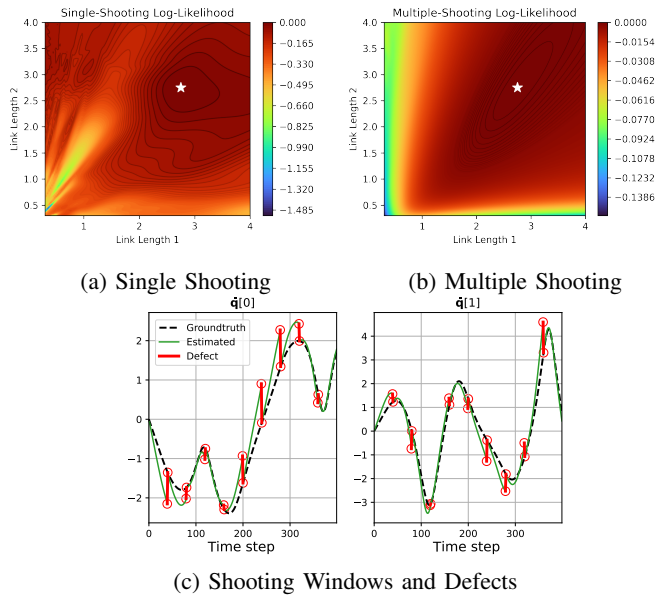 Single-Shooting Log-Likelihood
Multiple-Shooting Log-Likelihood
Link Length 2
4.0
3.5
3.0
2.5
2.0
1.5
1.0
0.5
1 2 3 4
Link Length 1
0.000
−0.165
−0.330
−0.495
−0.660
−0.825
−0.990
−1.155
−1.320
−1.485
Link Length 2
4.0
3.5
3.0
2.5
2.0
1.5
1.0
0.5
1 2 3 4
Link Length 1
0.0000
−0.0154
−0.0308
−0.0462
−0.0616
−0.0770
−0.0924
−0.1078
−0.1232
−0.1386
(a) Single Shooting
(b) Multiple Shooting
q̈[0]
Groundtruth
Estimated
Defect
2
1
0
−1
−2
0 100 200 300
Time step
q̈[1]
4
3
2
1
0
−1
−2
−3
0 100 200 300
Time step
(c) Shooting Windows and Defects